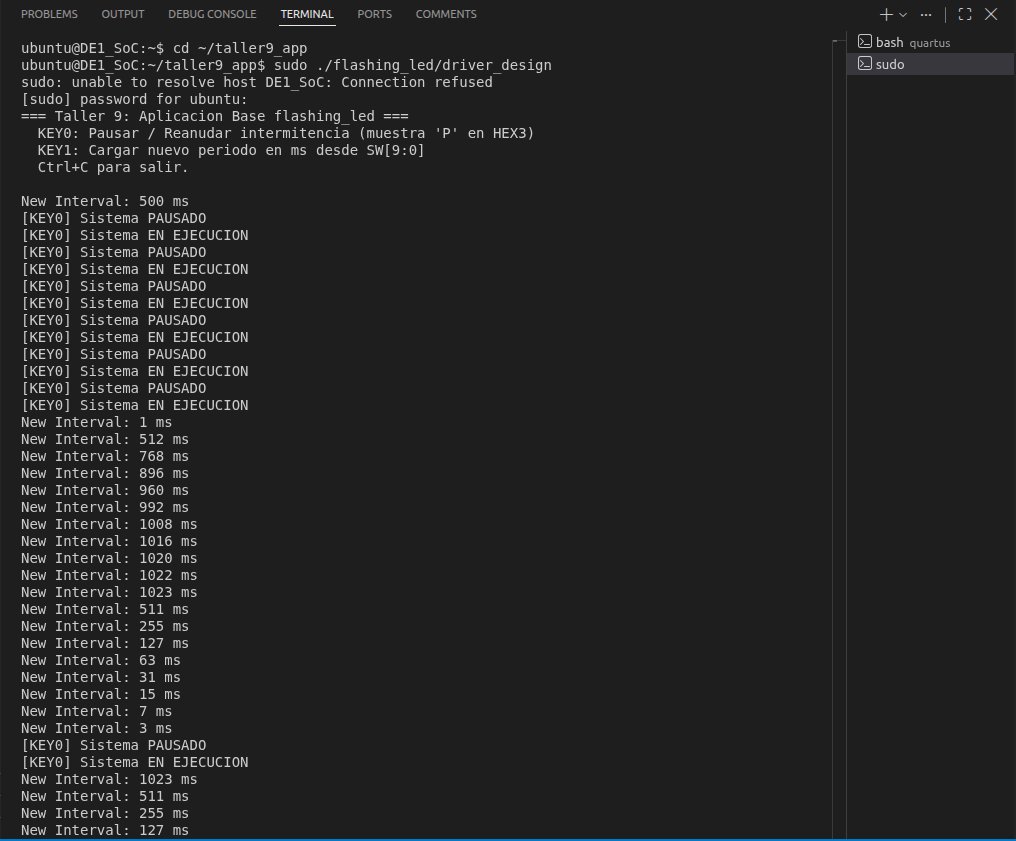 PROBLEMS OUTPUT DEBUG CONSOLE TERMINAL PORTS COMMENTS
bash quartus
sudo
ubuntu@DE1_SoC:~$ cd ~/taller9_app
ubuntu@DE1_SoC:~/taller9_app$ sudo ./flashing_led/driver_design
sudo: unable to resolve host DE1_SoC: Connection refused
[sudo] password for ubuntu:
=== Taller 9: Aplicacion Base flashing_led ===
  KEY0: Pausar / Reanudar intermitencia (muestra 'P' en HEX3)
  KEY1: Cargar nuevo periodo en ms desde SW[9:0]
  Ctrl+C para salir.

New Interval: 500 ms
[KEY0] Sistema PAUSADO
[KEY0] Sistema EN EJECUCION
[KEY0] Sistema PAUSADO
[KEY0] Sistema EN EJECUCION
[KEY0] Sistema PAUSADO
[KEY0] Sistema EN EJECUCION
[KEY0] Sistema PAUSADO
[KEY0] Sistema EN EJECUCION
[KEY0] Sistema PAUSADO
[KEY0] Sistema EN EJECUCION
[KEY0] Sistema PAUSADO
[KEY0] Sistema EN EJECUCION
New Interval: 1 ms
New Interval: 512 ms
New Interval: 768 ms
New Interval: 896 ms
New Interval: 960 ms
New Interval: 992 ms
New Interval: 1008 ms
New Interval: 1016 ms
New Interval: 1020 ms
New Interval: 1022 ms
New Interval: 1023 ms
New Interval: 511 ms
New Interval: 255 ms
New Interval: 127 ms
New Interval: 63 ms
New Interval: 31 ms
New Interval: 15 ms
New Interval: 7 ms
New Interval: 3 ms
[KEY0] Sistema PAUSADO
[KEY0] Sistema EN EJECUCION
New Interval: 1023 ms
New Interval: 511 ms
New Interval: 255 ms
New Interval: 127 ms